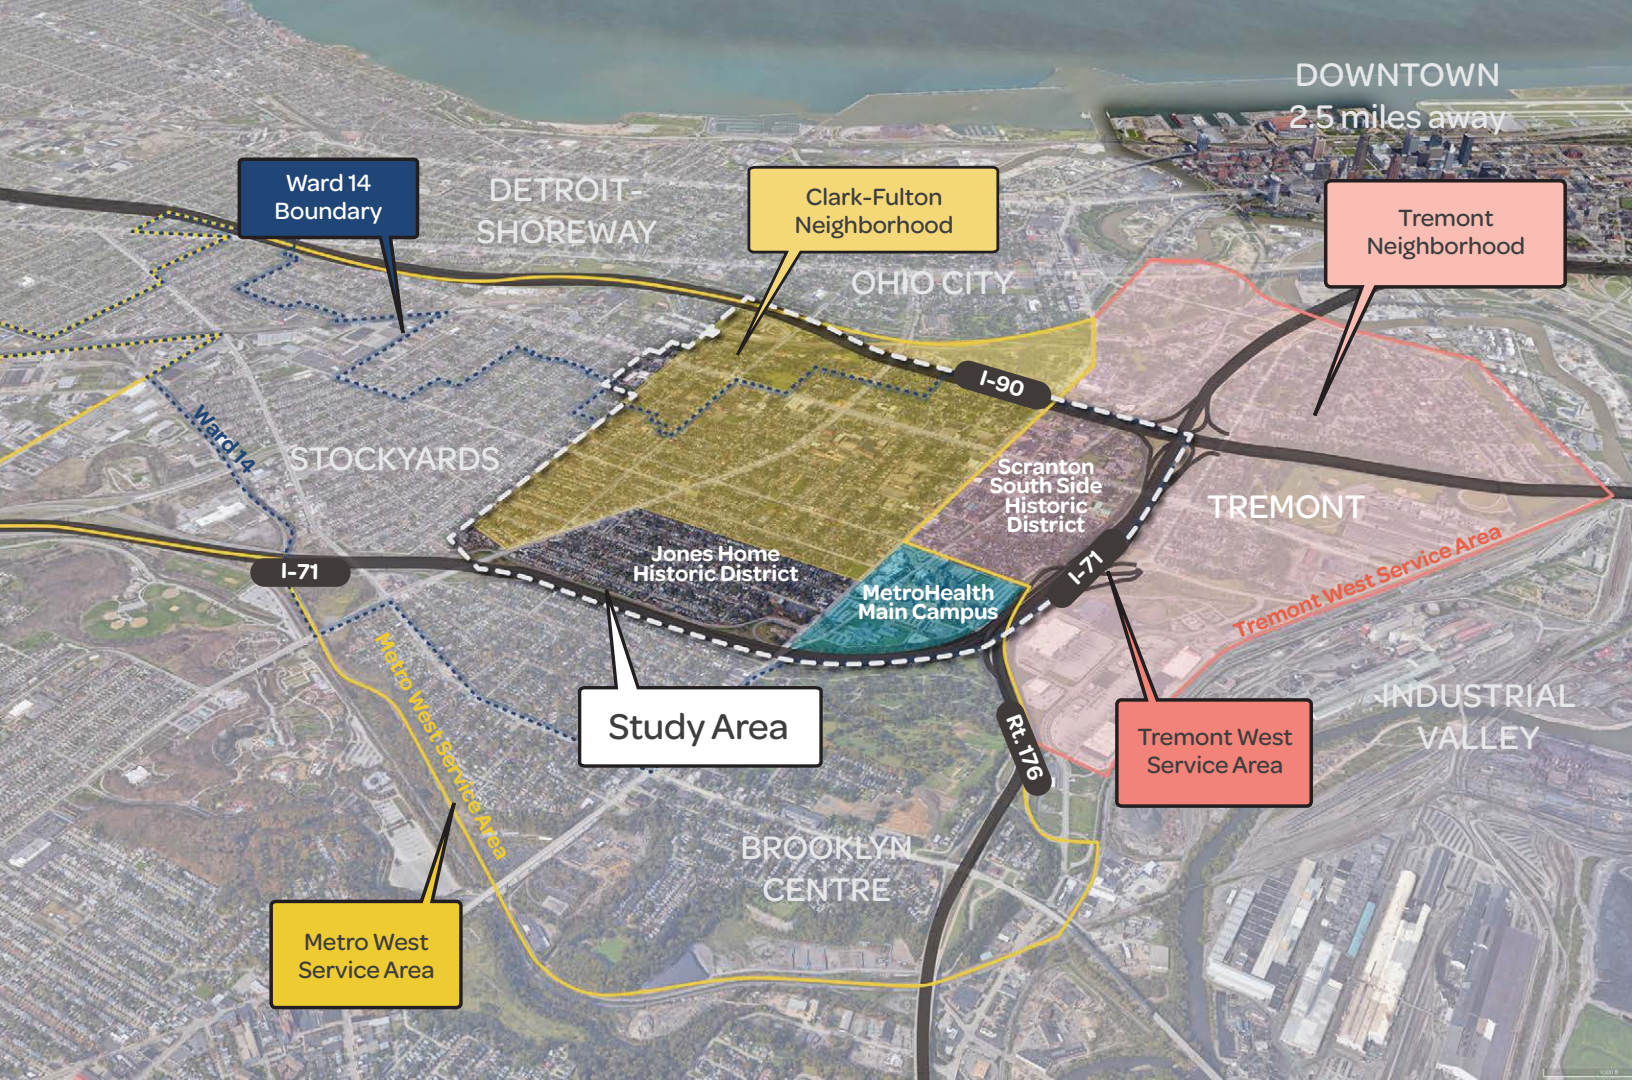 DOWNTOWN
2.5 miles away
Ward 14
Boundary
DETROIT-
SHOREWAY
Clark-Fulton
Neighborhood
Tremont
Neighborhood
OHIO CITY
I-90
Ward 14
STOCKYARDS
Scranton
South Side
Historic
District
TREMONT
Jones Home
Historic District
MetroHealth
Main Campus
I-71
I-71
Tremont West Service Area
Metro West Service Area
Study Area
Rt. 176
Tremont West
Service Area
INDUSTRIAL
VALLEY
BROOKLYN
CENTRE
Metro West
Service Area
1000 ft